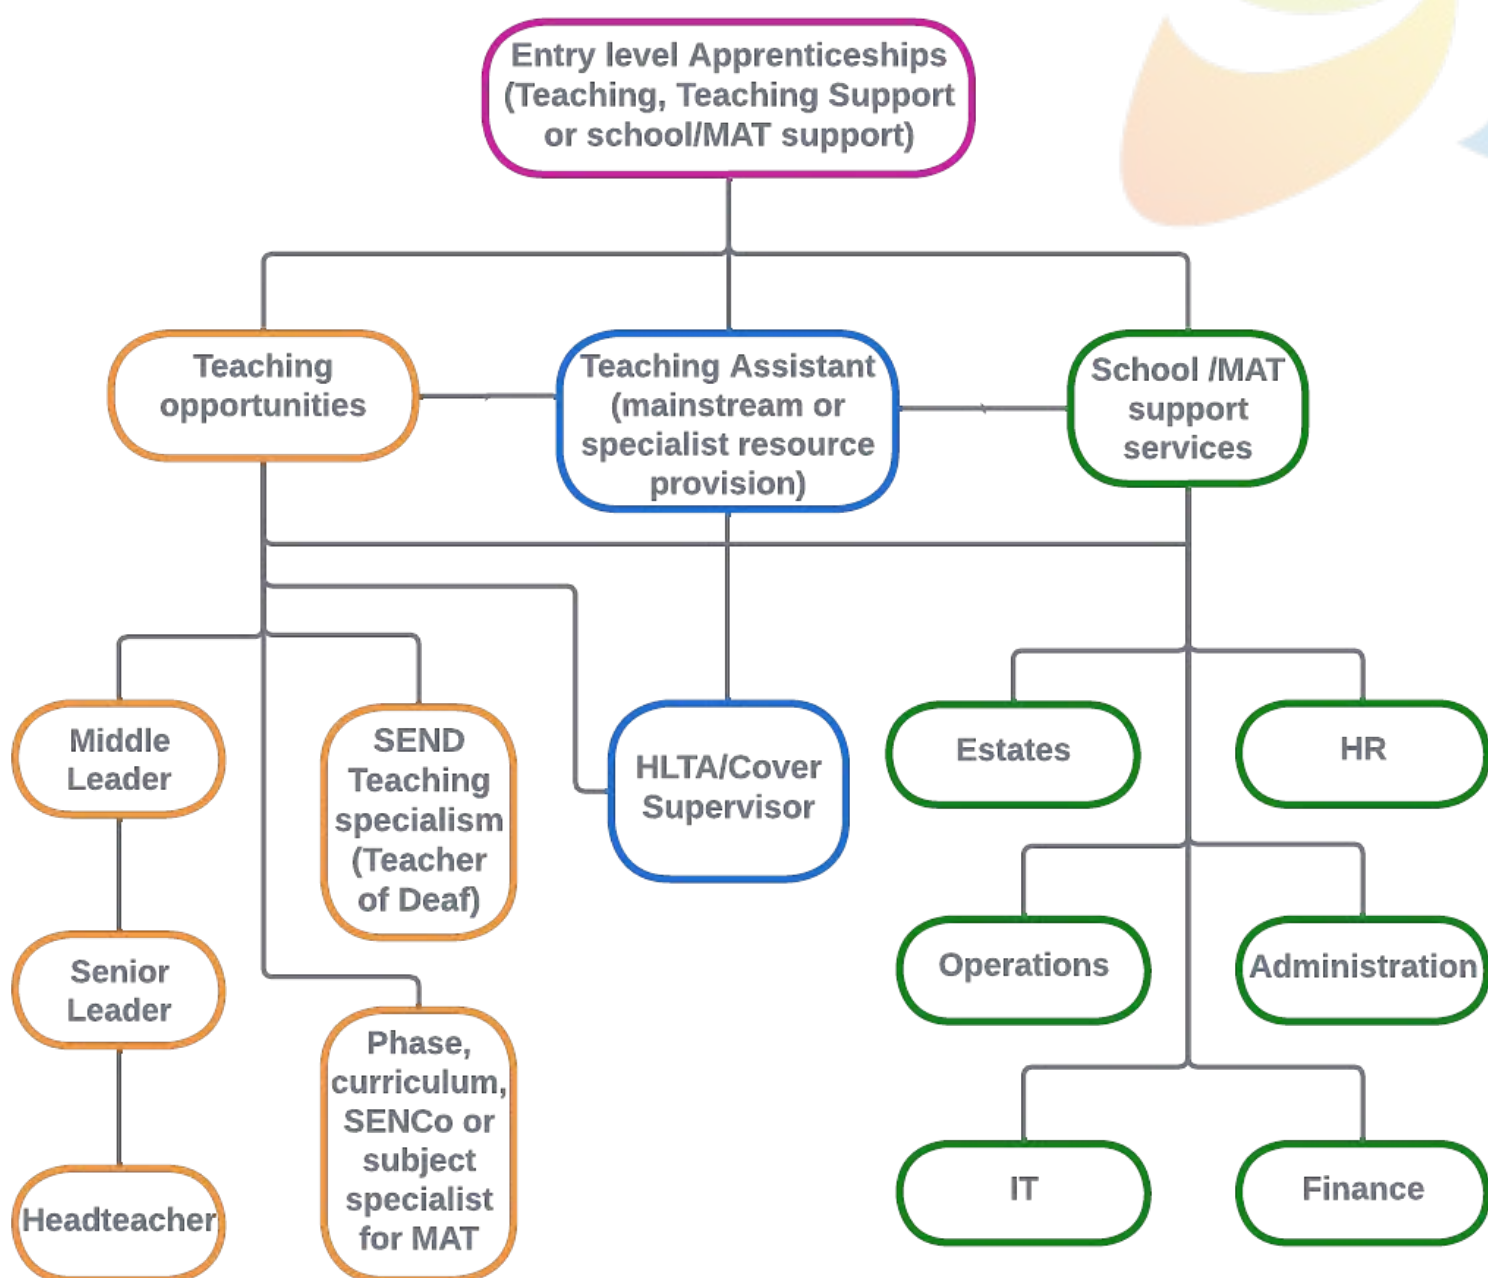 Entry level Apprenticeships
(Teaching, Teaching Support
or school/MAT support)
Teaching
opportunities
Teaching Assistant
(mainstream or
specialist resource
provision)
School /MAT
support
services
Middle
Leader
SEND
Teaching
specialism
(Teacher
of Deaf)
HLTA/Cover
Supervisor
Estates
HR
Senior
Leader
Operations
Administration
Phase,
curriculum,
SENCo or
subject
specialist
for MAT
Headteacher
IT
Finance